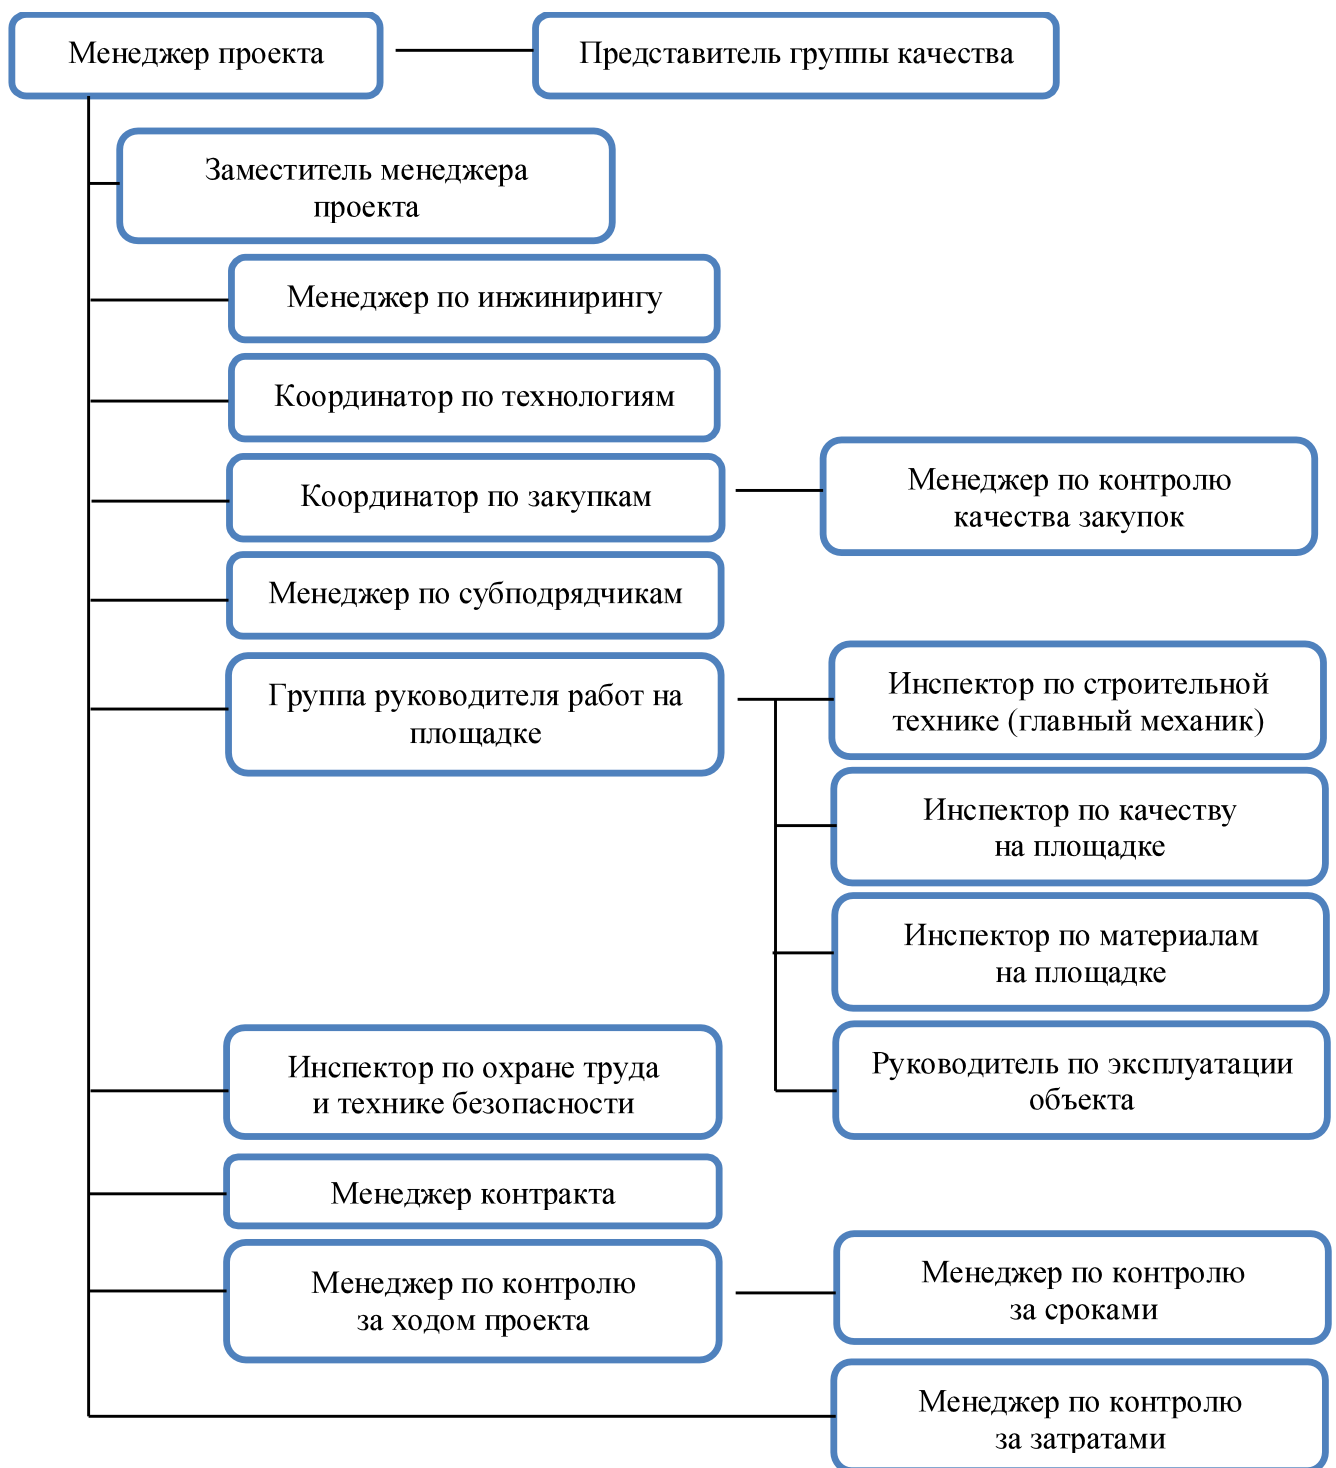 Менеджер проекта
Представитель группы качества
Заместитель менеджера
проекта
Менеджер по инжинирингу
Координатор по технологиям
Координатор по закупкам
Менеджер по контролю
качества закупок
Менеджер по субподрядчикам
Группа руководителя работ на
площадке
Инспектор по строительной
технике (главный механик)
Инспектор по качеству
на площадке
Инспектор по материалам
на площадке
Руководитель по эксплуатации
объекта
Инспектор по охране труда
и технике безопасности
Менеджер контракта
Менеджер по контролю
за ходом проекта
Менеджер по контролю
за сроками
Менеджер по контролю
за затратами